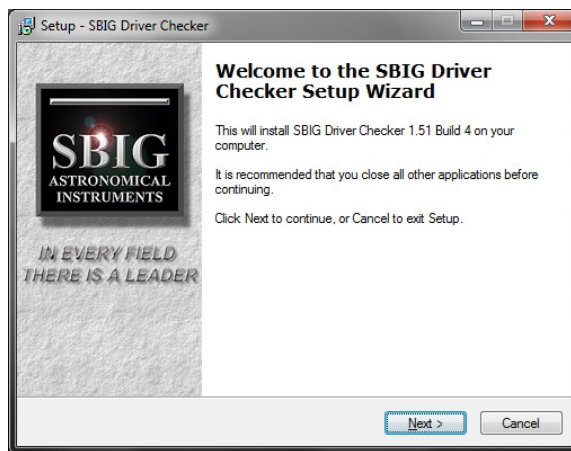 Setup - SBIG Driver Checker
SBIG
ASTRONOMICAL
INSTRUMENTS
IN EVERY FIELD
THERE IS A LEADER
Welcome to the SBIG Driver
Checker Setup Wizard
This will install SBIG Driver Checker 1.51 Build 4 on your
computer.
It is recommended that you close all other applications before
continuing.
Click Next to continue, or Cancel to exit Setup.
Next >
Cancel